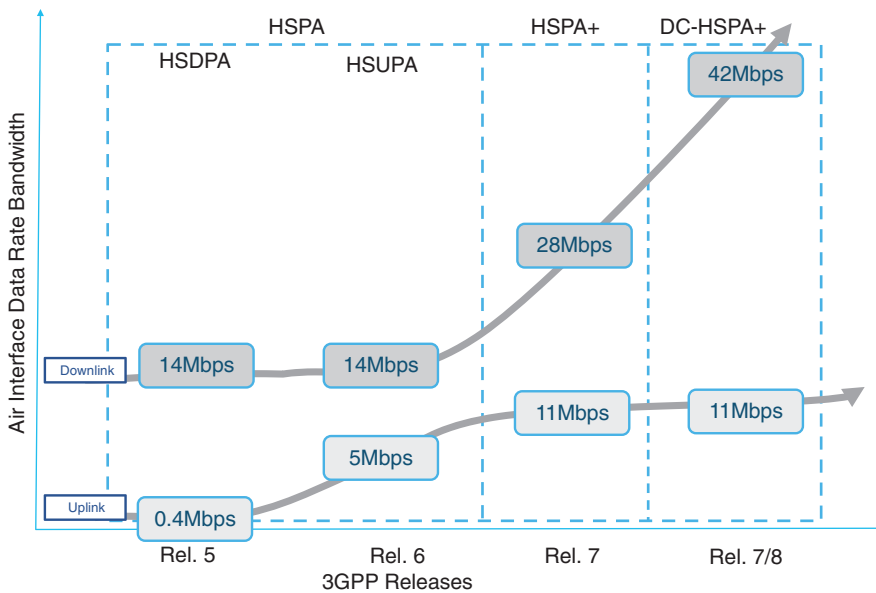 HSPA
HSPA+
DC-HSPA+
HSDPA
HSUPA
42Mbps
28Mbps
Downlink
14Mbps
14Mbps
11Mbps
11Mbps
5Mbps
Uplink
0.4Mbps
Air Interface Data Rate Bandwidth
Rel. 5
Rel. 6
Rel. 7
Rel. 7/8
3GPP Releases